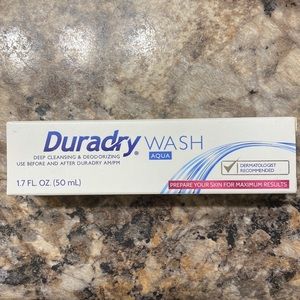 Duradry® WASH
AQUA
DEEP CLEANSING & DEODORIZING
USE BEFORE AND AFTER DURADRY AM/PM
1.7 FL. OZ. (50 mL)
DERMATOLOGIST
RECOMMENDED
PREPARE YOUR SKIN FOR MAXIMUM RESULTS